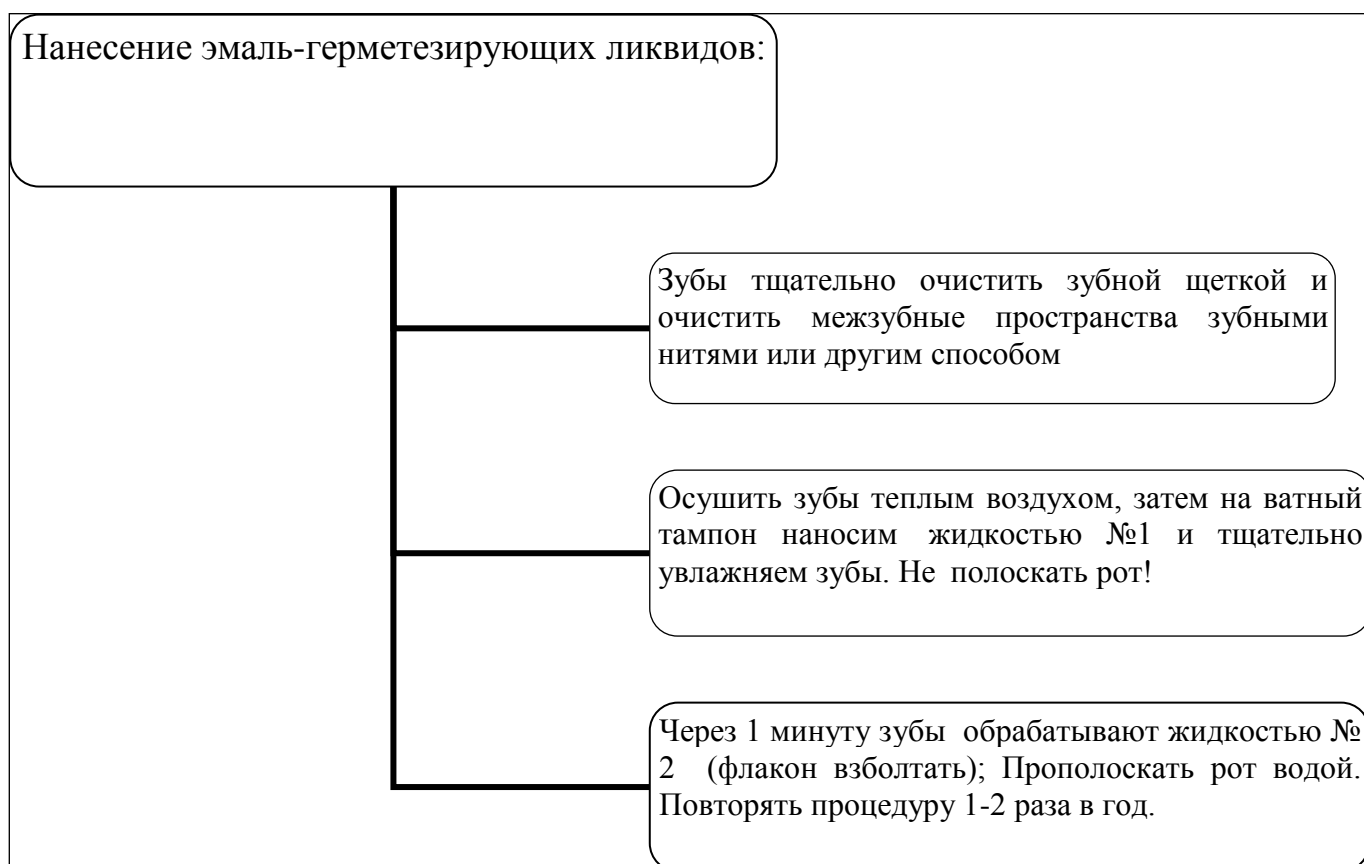 Нанесение эмаль-герметезирующих ликвидов:
Зубы тщательно очистить зубной щеткой и
очистить межзубные пространства зубными
нитями или другим способом
Осушить зубы теплым воздухом, затем на ватный
тампон наносим жидкостью №1 и тщательно
увлажняем зубы. Не полоскать рот!
Через 1 минуту зубы обрабатывают жидкостью №
2 (флакон взболтать); Прополоскать рот водой.
Повторять процедуру 1-2 раза в год.